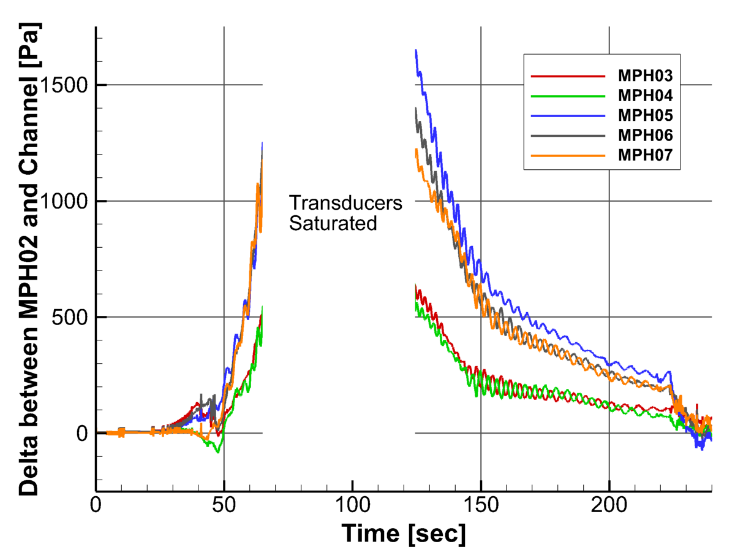 Delta between MPH02 and Channel [Pa]
1500
1000
500
0
MPH03
MPH04
MPH05
MPH06
MPH07
Transducers
Saturated
0
50
100
150
200
Time [sec]